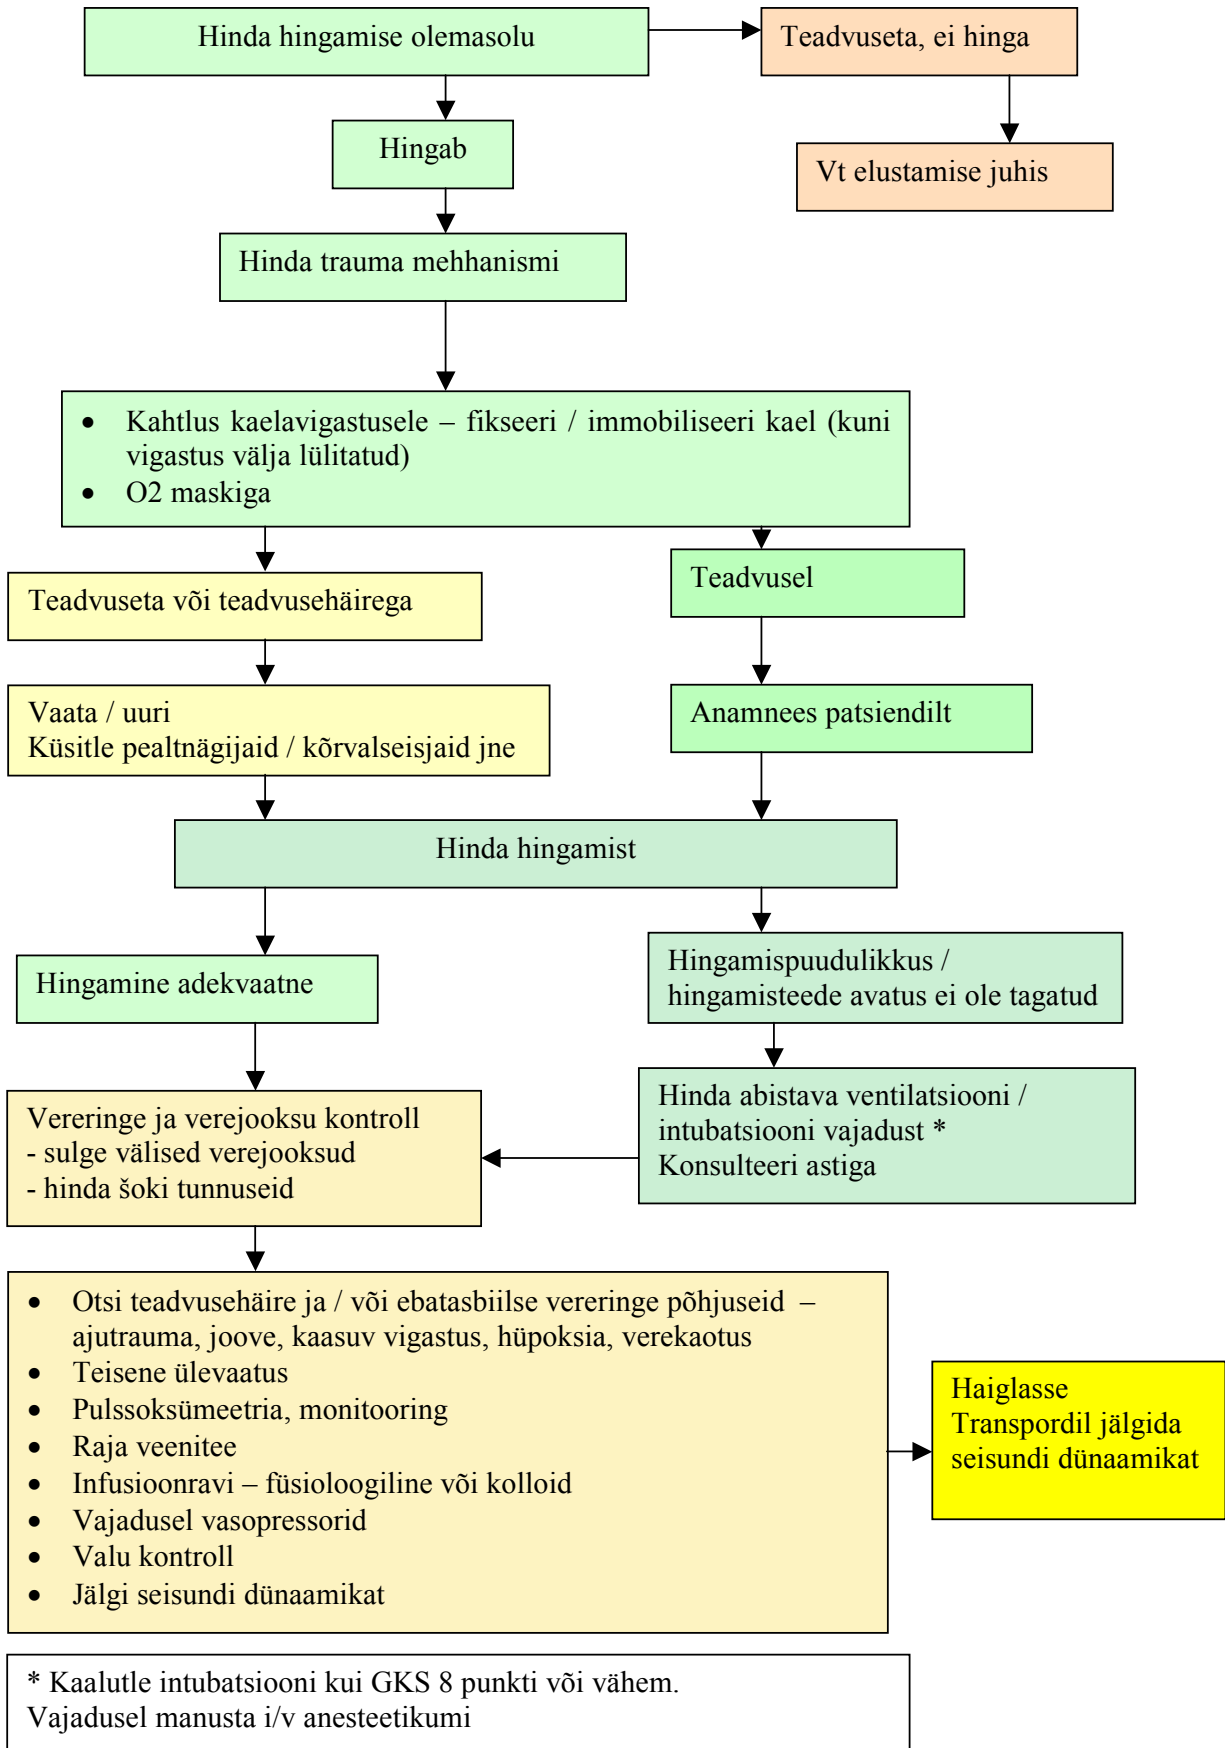 Hinda hingamise olemasolu
Teadvuseta, ei hinga
Hingab
Vt elustamise juhis
Hinda trauma mehhanismi
• Kahtlus kaelavigastusele – fikseeri / immobiliseeri kael (kuni
vigastus välja lülitatud)
• O2 maskiga
Teadvuseta või teadvusehäirega
Teadvusel
Vaata / uuri
Küsitle pealtnägijaid / kõrvalseisjaid jne
Anamnees patsiendilt
Hinda hingamist
Hingamine adekvaatne
Hingamispuudulikkus /
hingamisteede avatus ei ole tagatud
Vereringe ja verejooksu kontroll
- sulge välised verejooksud
- hinda šoki tunnuseid
Hinda abistava ventilatsiooni /
intubatsiooni vajadust *
Konsulteeri astiga
• Otsi teadvusehäire ja / või ebatasbiilse vereringe põhjuseid –
ajutrauma, joove, kaasuv vigastus, hüpoksia, verekaotus
• Teisene ülevaatus
• Pulssoksümeetria, monitooring
• Raja veenitee
• Infusioonravi – füsioloogiline või kolloid
• Vajadusel vasopressorid
• Valu kontroll
• Jälgi seisundi dünaamikat
Haiglasse
Transpordil jälgida
seisundi dünaamikat
* Kaalutle intubatsiooni kui GKS 8 punkti või vähem.
Vajadusel manusta i/v anesteetikumi